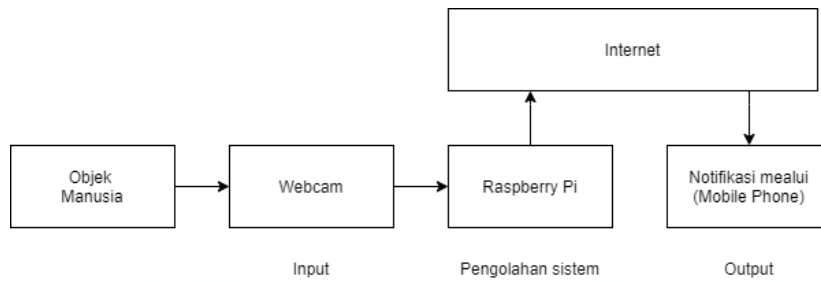 Internet
Objek
Manusia
Webcam
Raspberry Pi
Notifikasi mealui
(Mobile Phone)
Input
Pengolahan sistem
Output